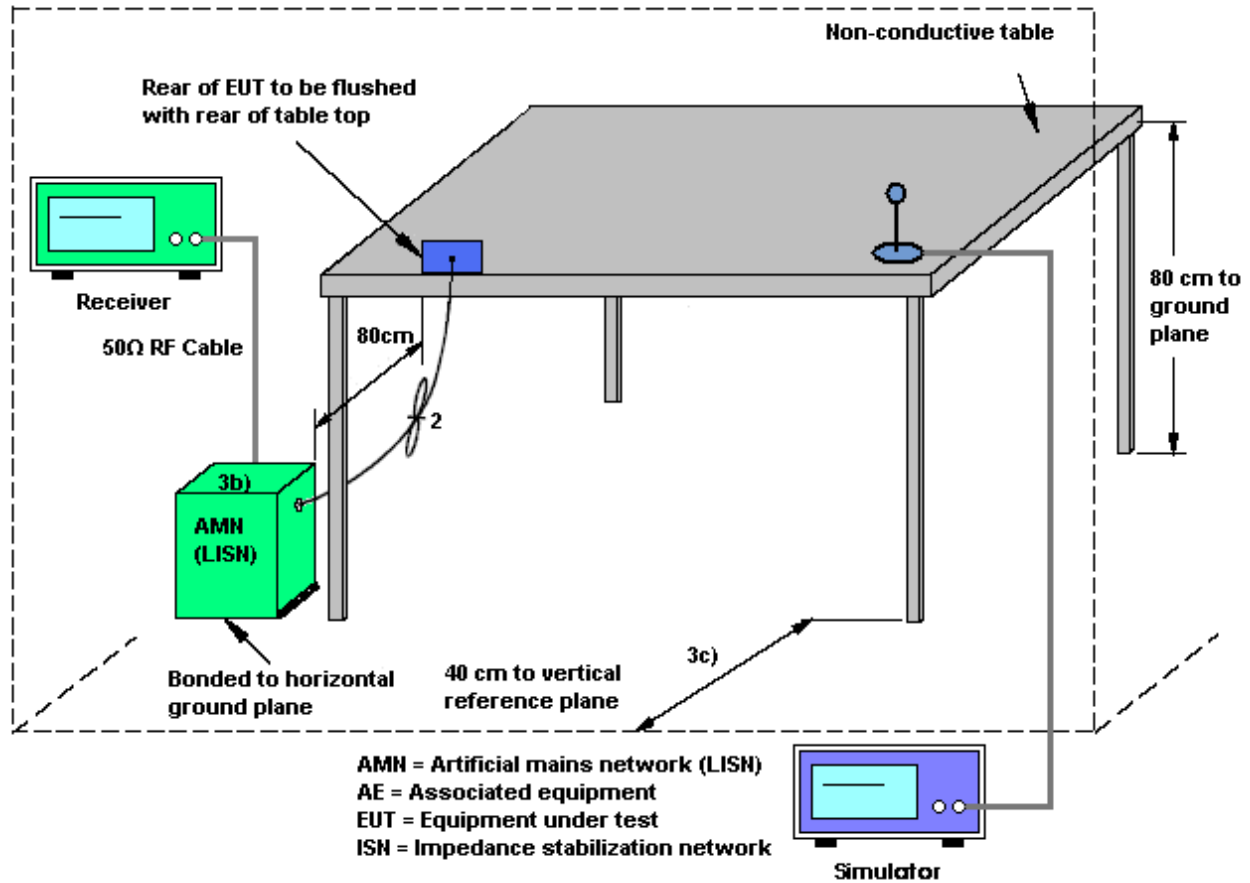 Non-conductive table
Rear of EUT to be flushed
with rear of table top
Receiver
50Ω RF Cable
80cm
80 cm to
ground
plane
2
3b)
AMN
(LISN)
3c)
Bonded to horizontal
ground plane
40 cm to vertical
reference plane
AMN = Artificial mains network (LISN)
AE = Associated equipment
EUT = Equipment under test
ISN = Impedance stabilization network
Simulator